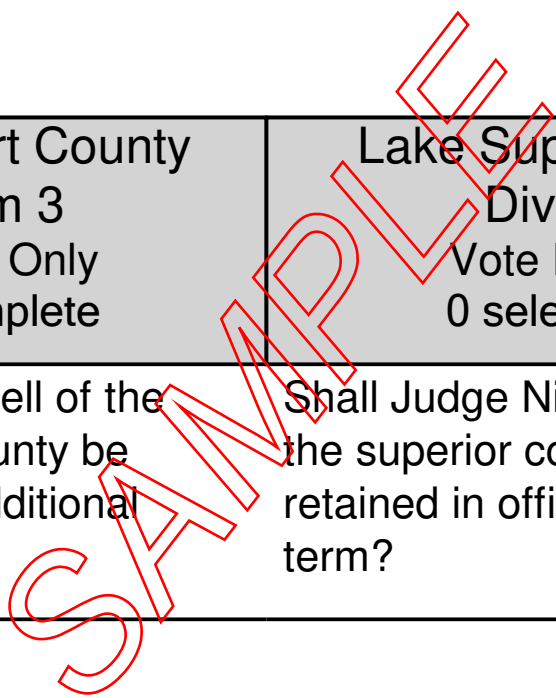 rt County
m 3
Only
plete
ell of the
unty be
dditional
Lake Sup
Div
Vote
0 sele
Shall Judge Ni
the superior co
retained in offi
term?
SAMPLE